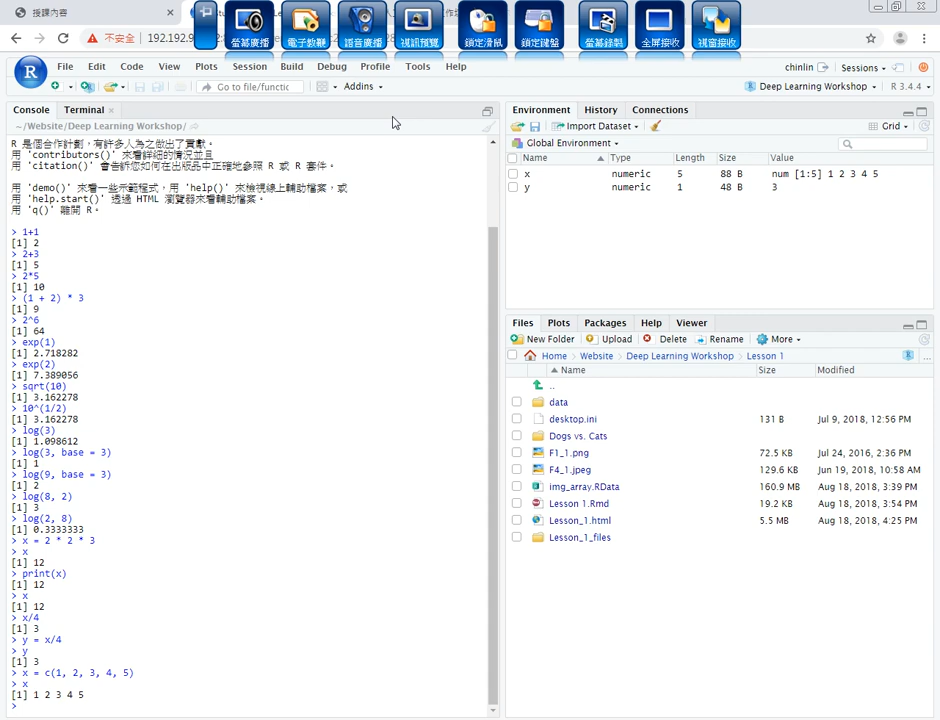 授課內容
不安全 192.192.9
螢幕廣播
電子教鞭
語音廣播
視訊預覽
鎖定滑鼠
鎖定鍵盤
螢幕錄製
全屏接收
視窗接收
File Edit Code View Plots Session Build Debug Profile Tools Help
chinlin Sessions
Go to file/functic Addins
Deep Learning Workshop R 3.4.4
Console Terminal
~/Website/Deep Learning Workshop/
R 是個合作計劃，有許多人為之做出了貢獻。
用 'contributors()' 來看詳細的情況並且
用 'citation()' 會告訴您如何在出版品中正確地參照 R 或 R 套件。
用 'demo()' 來看一些示範程式，用 'help()' 來檢視線上輔助檔案，或
用 'help.start()' 透過 HTML 瀏覽器來看輔助檔案。
用 'q()' 離開 R。
> 1+1
[1] 2
> 2+3
[1] 5
> 2*5
[1] 10
> (1 + 2) * 3
[1] 9
> 2^6
[1] 64
> exp(1)
[1] 2.718282
> exp(2)
[1] 7.389056
> sqrt(10)
[1] 3.162278
> 10^(1/2)
[1] 3.162278
> log(3)
[1] 1.098612
> log(3, base = 3)
[1] 1
> log(9, base = 3)
[1] 2
> log(8, 2)
[1] 3
> log(2, 8)
[1] 0.3333333
> x = 2 * 2 * 3
> x
[1] 12
> print(x)
[1] 12
> x
[1] 12
> x/4
[1] 3
> y = x/4
> y
[1] 3
> x = c(1, 2, 3, 4, 5)
> x
[1] 1 2 3 4 5
>
Environment History Connections
Import Dataset Grid
Global Environment
Name Type Length Size Value
x numeric 5 88 B num [1:5] 1 2 3 4 5
y numeric 1 48 B 3
Files Plots Packages Help Viewer
New Folder Upload Delete Rename More
Home Website Deep Learning Workshop Lesson 1 ...
Name Size Modified
..
data
desktop.ini 131 B Jul 9, 2018, 12:56 PM
Dogs vs. Cats
F1_1.png 72.5 KB Jul 24, 2016, 2:36 PM
F4_1.jpeg 129.6 KB Jun 19, 2018, 10:58 AM
img_array.RData 160.9 MB Aug 18, 2018, 3:39 PM
Lesson 1.Rmd 19.2 KB Aug 18, 2018, 3:54 PM
Lesson_1.html 5.5 MB Aug 18, 2018, 4:25 PM
Lesson_1_files